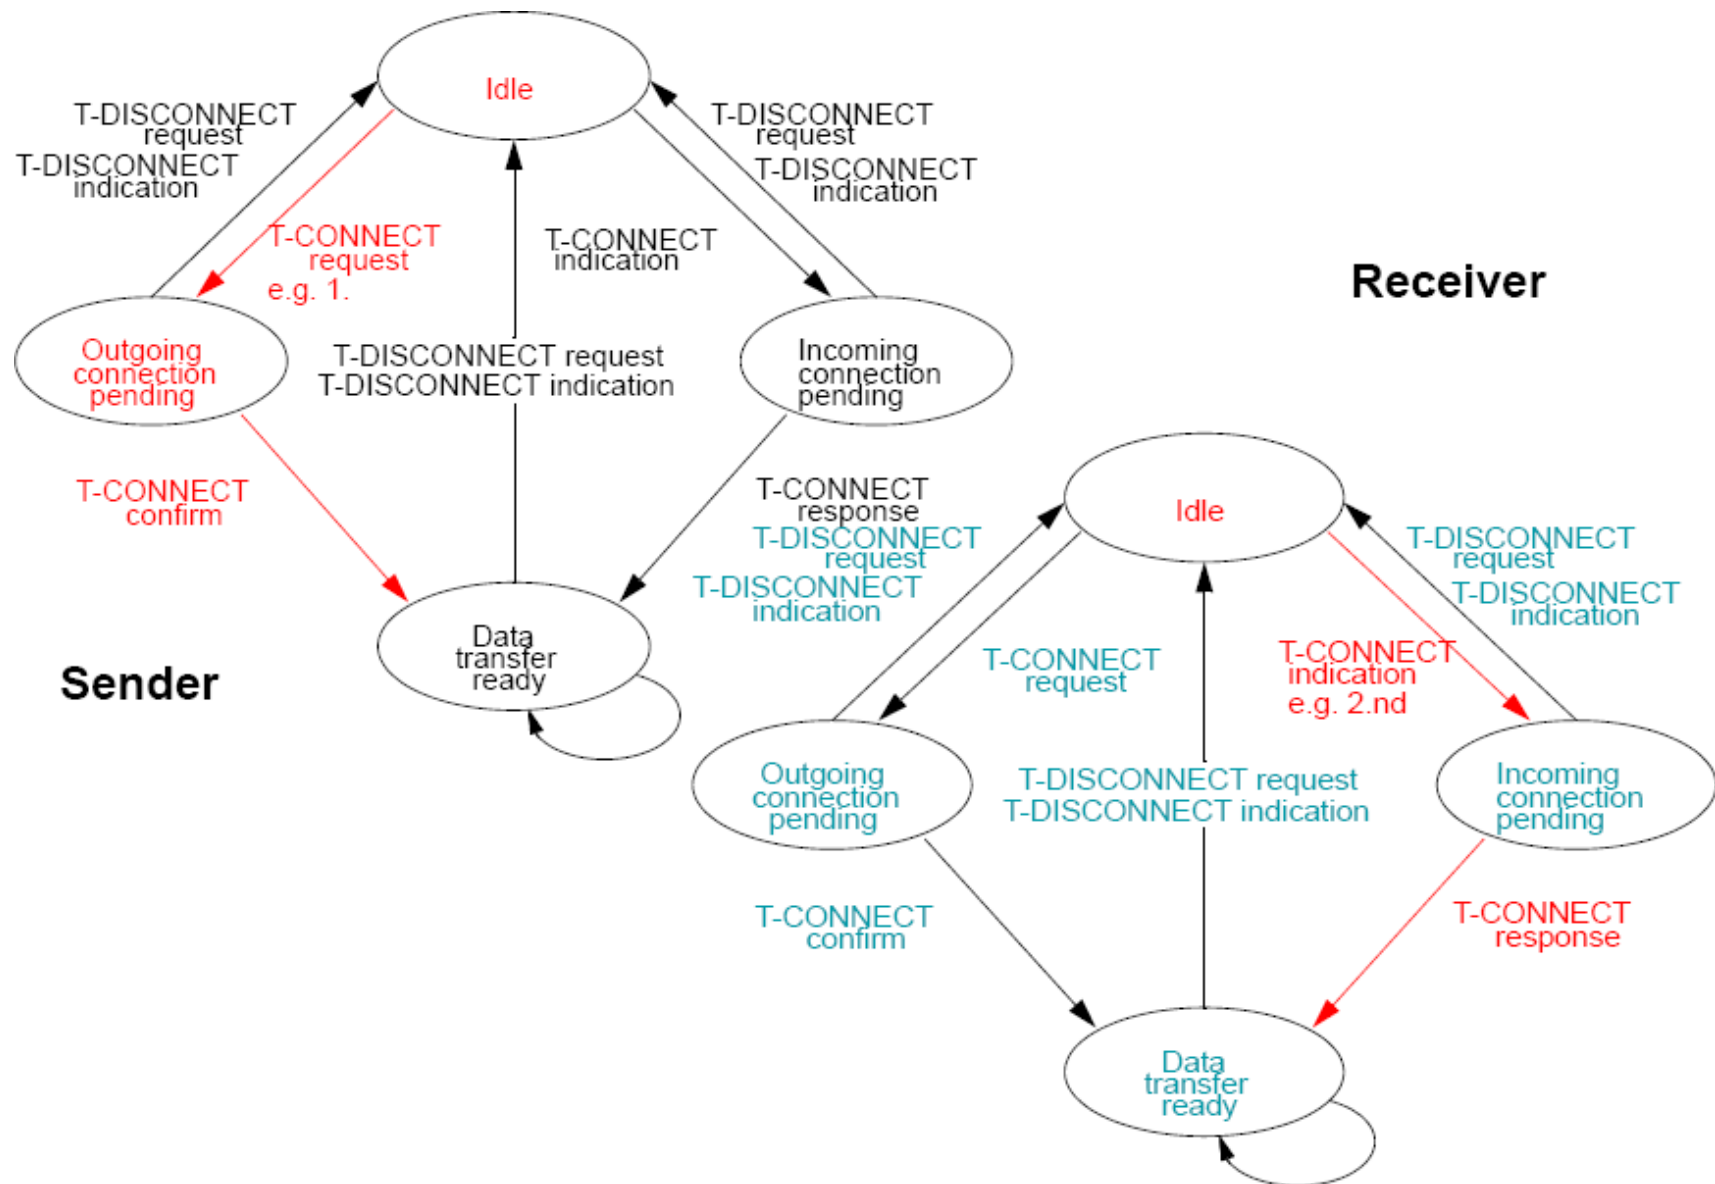 Idle
T-DISCONNECT
request
T-DISCONNECT
indication
T-DISCONNECT
request
T-DISCONNECT
indication
T-CONNECT
request
e.g. 1.
T-CONNECT
indication
Receiver
Outgoing
connection
pending
T-DISCONNECT request
T-DISCONNECT indication
Incoming
connection
pending
T-CONNECT
confirm
T-CONNECT
response
Data
transfer
ready
Sender
Idle
T-DISCONNECT
request
T-DISCONNECT
indication
T-DISCONNECT
request
T-DISCONNECT
indication
T-CONNECT
request
T-CONNECT
indication
e.g. 2.nd
Outgoing
connection
pending
T-DISCONNECT request
T-DISCONNECT indication
Incoming
connection
pending
T-CONNECT
confirm
T-CONNECT
response
Data
transfer
ready